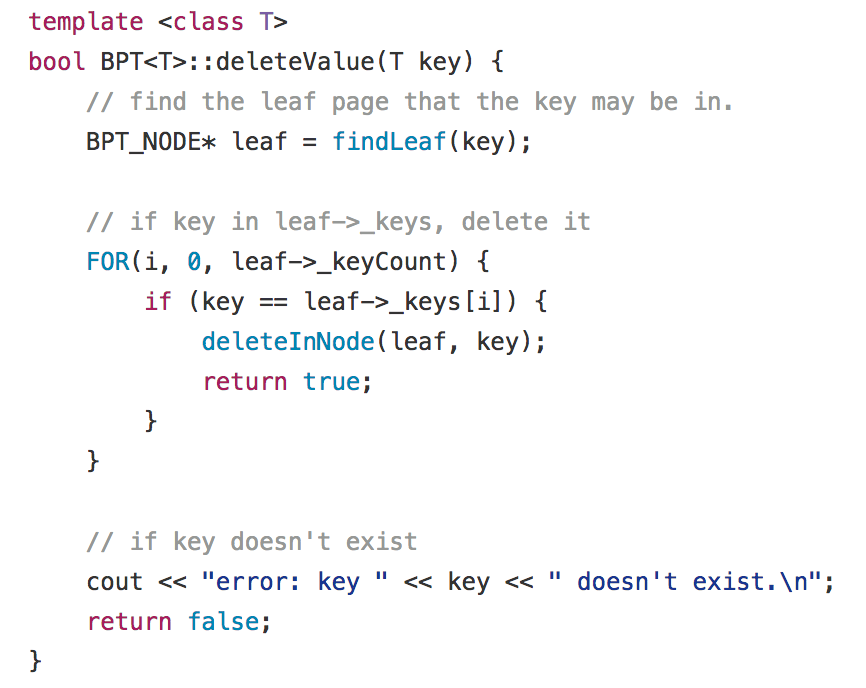 template <class T>
bool BPT<T>::deleteValue(T key) {
    // find the leaf page that the key may be in.
    BPT_NODE* leaf = findLeaf(key);

    // if key in leaf->_keys, delete it
    FOR(i, 0, leaf->_keyCount) {
        if (key == leaf->_keys[i]) {
            deleteInNode(leaf, key);
            return true;
        }
    }

    // if key doesn't exist
    cout << "error: key " << key << " doesn't exist.\n";
    return false;
}